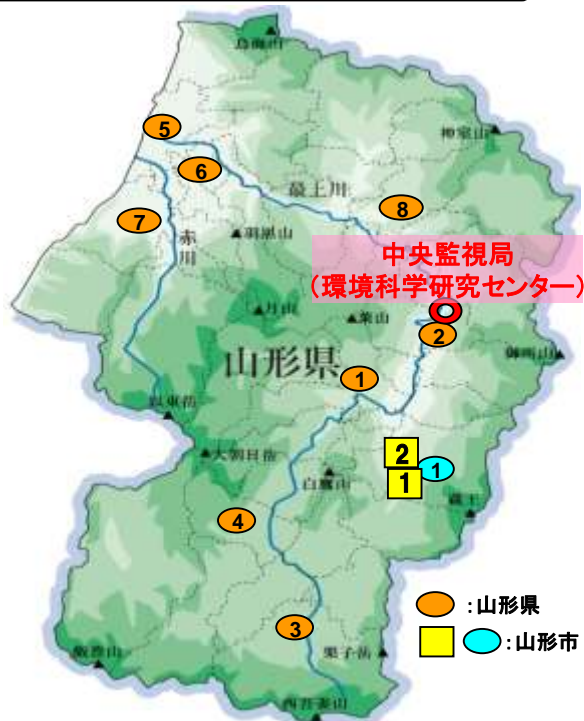 鳥海山
神室山
5
6
最上川
8
7
赤川
羽黒山
中央監視局
(環境科学研究センター)
月山
葉山
2
御所山
山形県
1
以東岳
大朝日岳
2
1
1
白鷹山
蔵王
4
:山形県
3
栗子岳
:山形市
飯豊山
西吾妻山